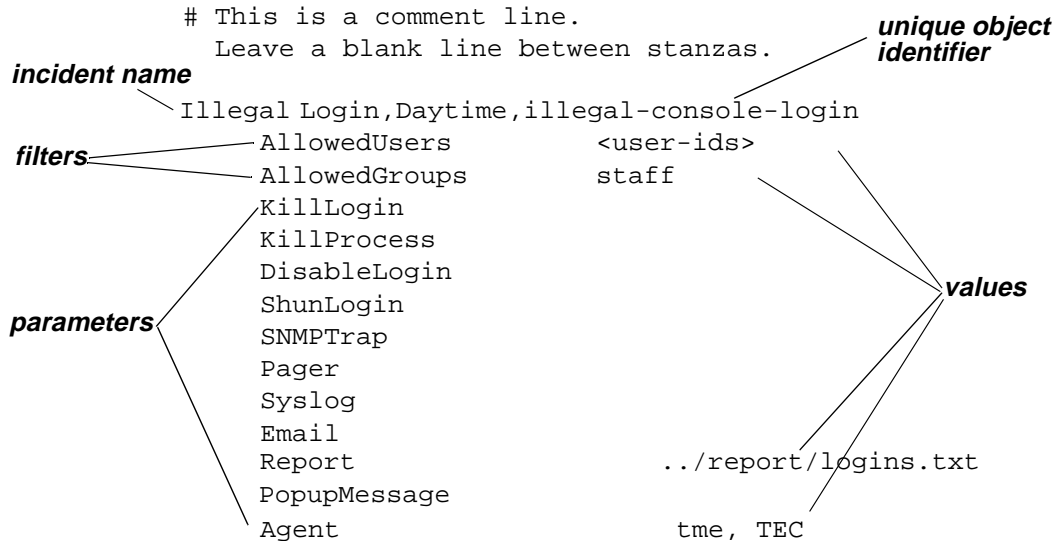 # This is a comment line.
unique object
identifier
Leave a blank line between stanzas.
incident name
Illegal Login,Daytime,illegal-console-login
filters
AllowedUsers <user-ids>
AllowedGroups staff
KillLogin
KillProcess
DisableLogin
values
ShunLogin
parameters
SNMPTrap
Pager
Syslog
Email
Report ../report/logins.txt
PopupMessage
Agent tme, TEC